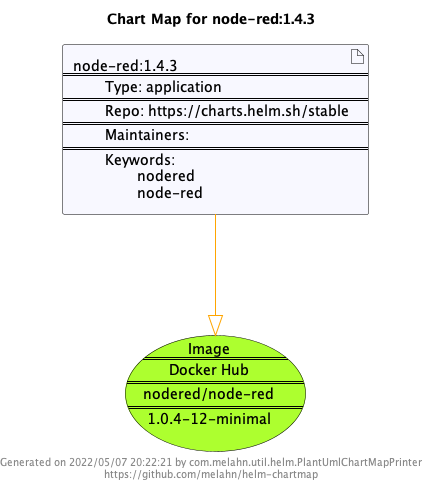 Chart Map for node-red:1.4.3
node-red:1.4.3
Type: application
Repo: https://charts.helm.sh/stable
Maintainers:
Keywords:
nodered
node-red
Image
Docker Hub
nodered/node-red
1.0.4-12-minimal
Generated on 2022/05/07 20:22:21 by com.melahn.util.helm.PlantUmlChartMapPrinter
https://github.com/melahn/helm-chartmap